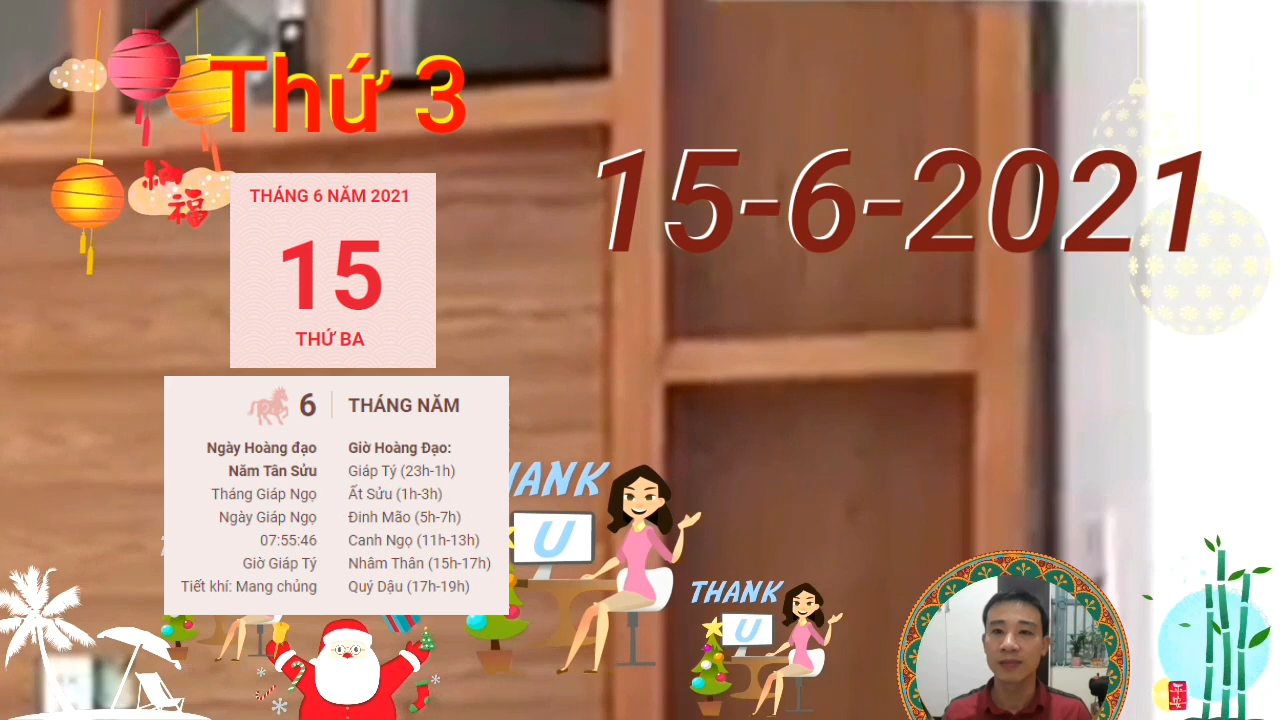 Thứ 3
15-6-2021
福
THÁNG 6 NĂM 2021
15
THỨ BA
6 THÁNG NĂM
Ngày Hoàng đạo
Năm Tân Sửu
Tháng Giáp Ngọ
Ngày Giáp Ngọ
07:55:46
Giờ Giáp Tý
Tiết khí: Mang chủng
Giờ Hoàng Đạo:
Giáp Tý (23h-1h)
Ất Sửu (1h-3h)
Đinh Mão (5h-7h)
Canh Ngọ (11h-13h)
Nhâm Thân (15h-17h)
Quý Dậu (17h-19h)
HANK
U
THANK
U